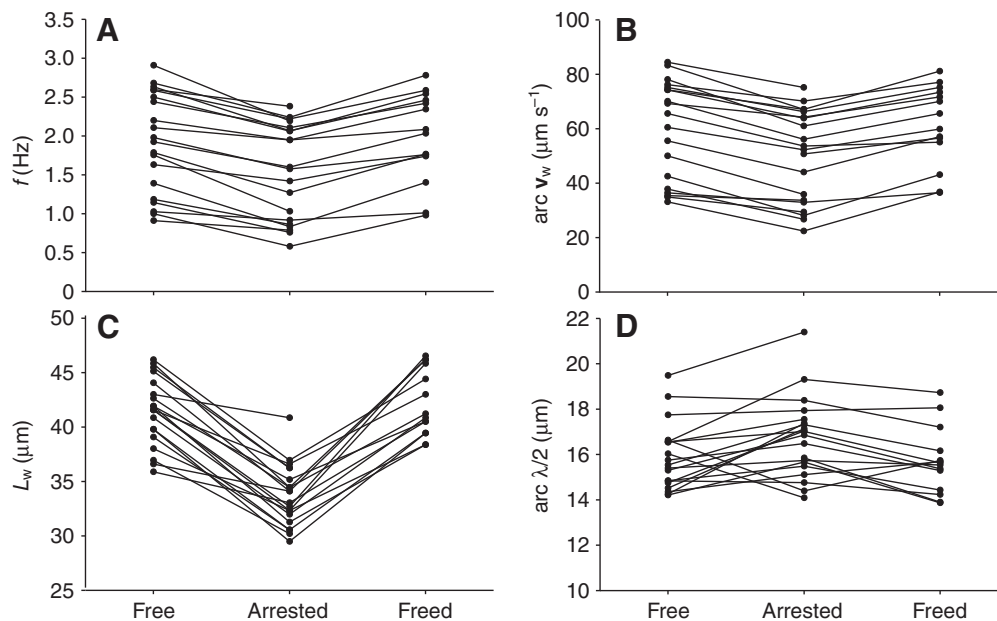 A
f (Hz)
3.5
3.0
2.5
2.0
1.5
1.0
0.5
0
B
arc vw (µm s−1)
100
80
60
40
20
0
C
Lw (µm)
50
45
40
35
30
25
Free Arrested Freed
D
arc λ/2 (µm)
22
20
18
16
14
12
10
Free Arrested Freed